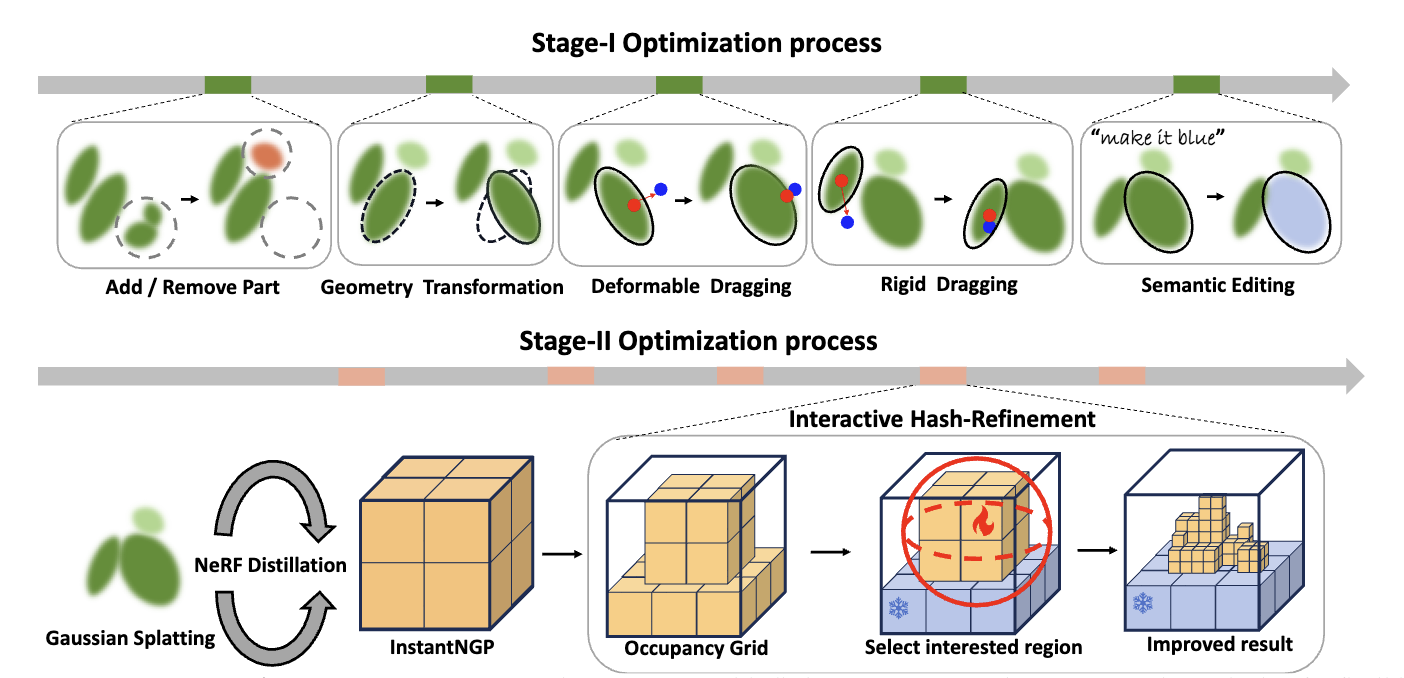 Stage-I Optimization process
“make it blue”
Add / Remove Part
Geometry Transformation
Deformable Dragging
Rigid Dragging
Semantic Editing
Stage-II Optimization process
Interactive Hash-Refinement
NeRF Distillation
Gaussian Splatting
InstantNGP
Occupancy Grid
Select interested region
Improved result